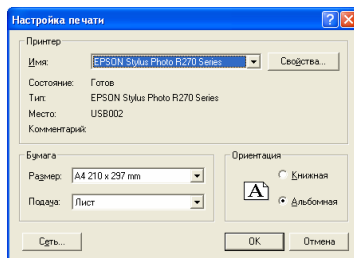 Настройка печати
Принтер
Имя: EPSON Stylus Photo R270 Series Свойства...
Состояние: Готов
Тип: EPSON Stylus Photo R270 Series
Место: USB002
Комментарий:
Бумага
Размер: A4 210 x 297 mm
Подача: Лист
Ориентация
A
Книжная
Альбомная
Сеть... OK Отмена